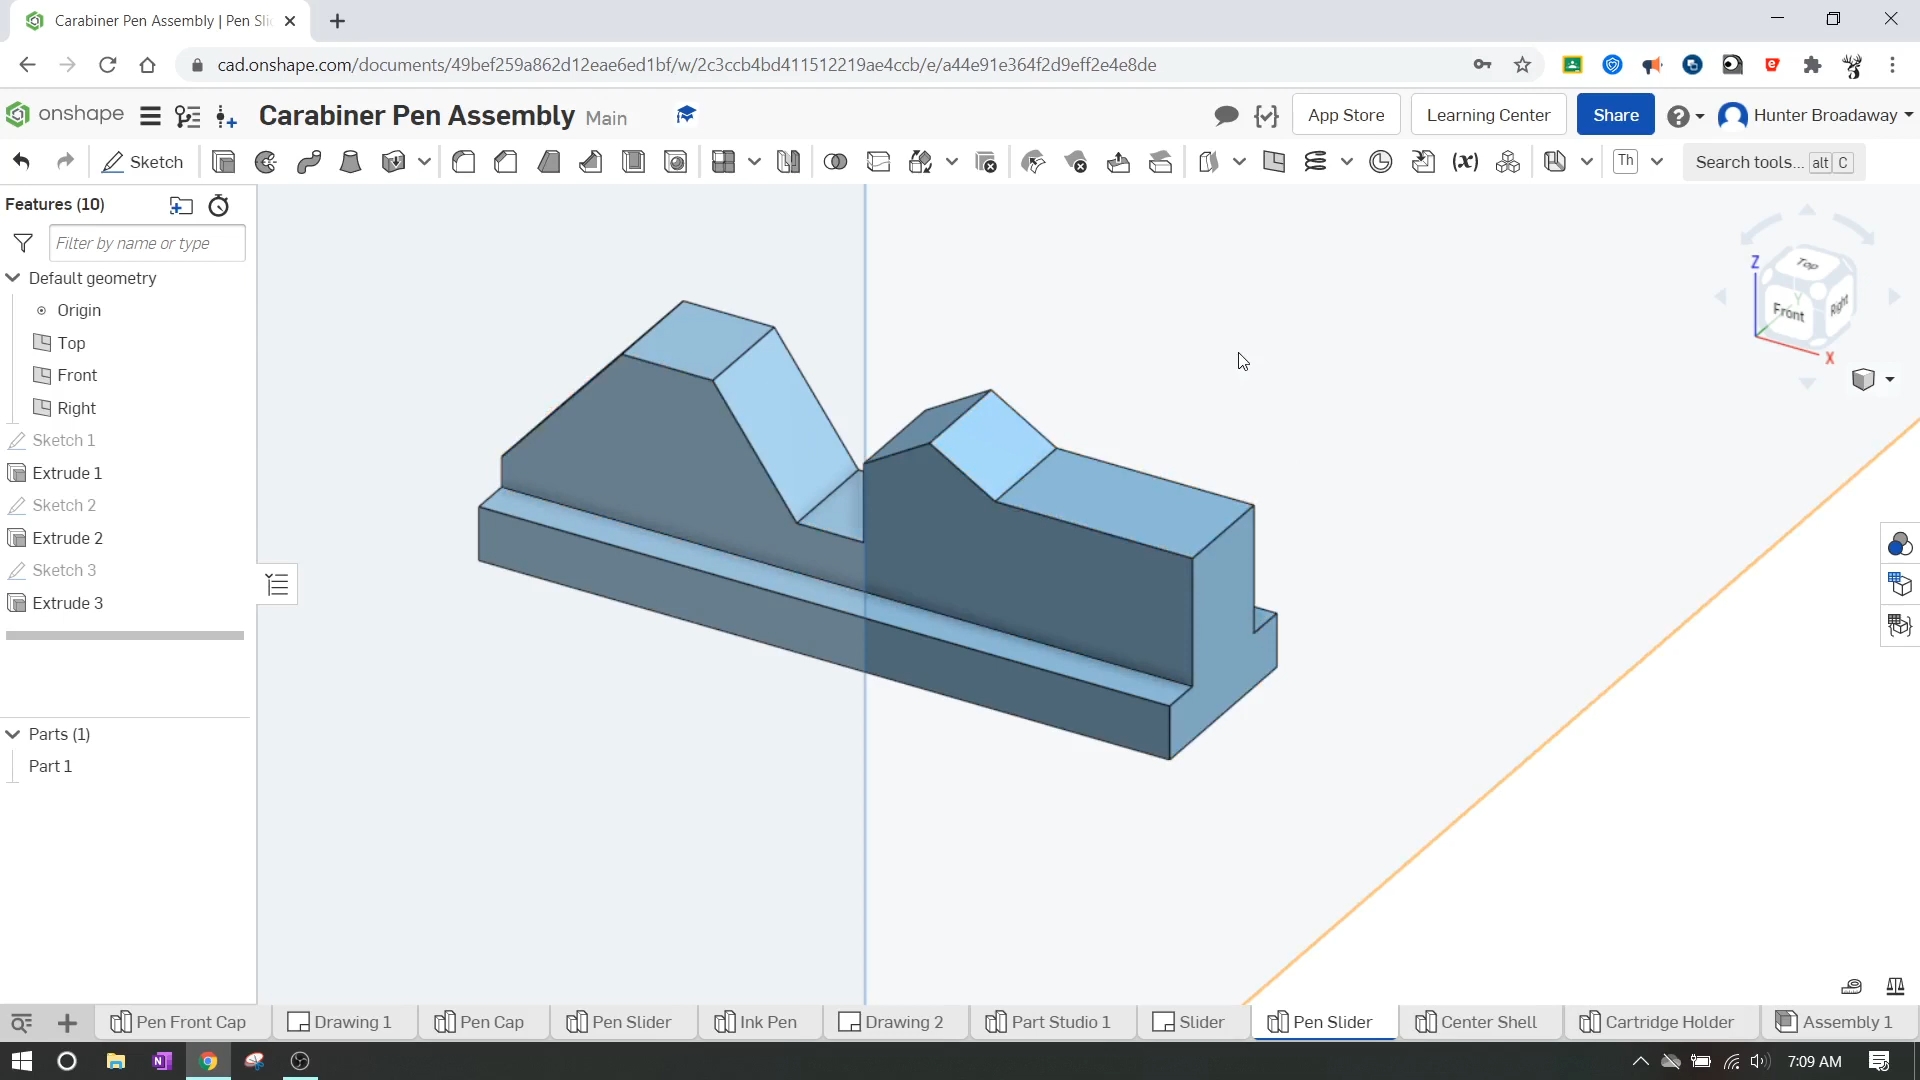 Carabiner Pen Assembly | Pen Sli
cad.onshape.com/documents/49bef259a862d12eae6ed1bf/w/2c3ccb4bd411512219ae4ccb/e/a44e91e364f2d9eff2e4e8de
onshape Carabiner Pen Assembly Main App Store Learning Center Share Hunter Broadaway
Sketch (x) Th Search tools... alt C
Features (10)
Filter by name or type
Default geometry
Origin
Top
Front
Right
Sketch 1
Extrude 1
Sketch 2
Extrude 2
Sketch 3
Extrude 3
Parts (1)
Part 1
Top
Z
Y
Front
Right
X
Pen Front Cap Drawing 1 Pen Cap Pen Slider Ink Pen Drawing 2 Part Studio 1 Slider Pen Slider Center Shell Cartridge Holder Assembly 1
7:09 AM